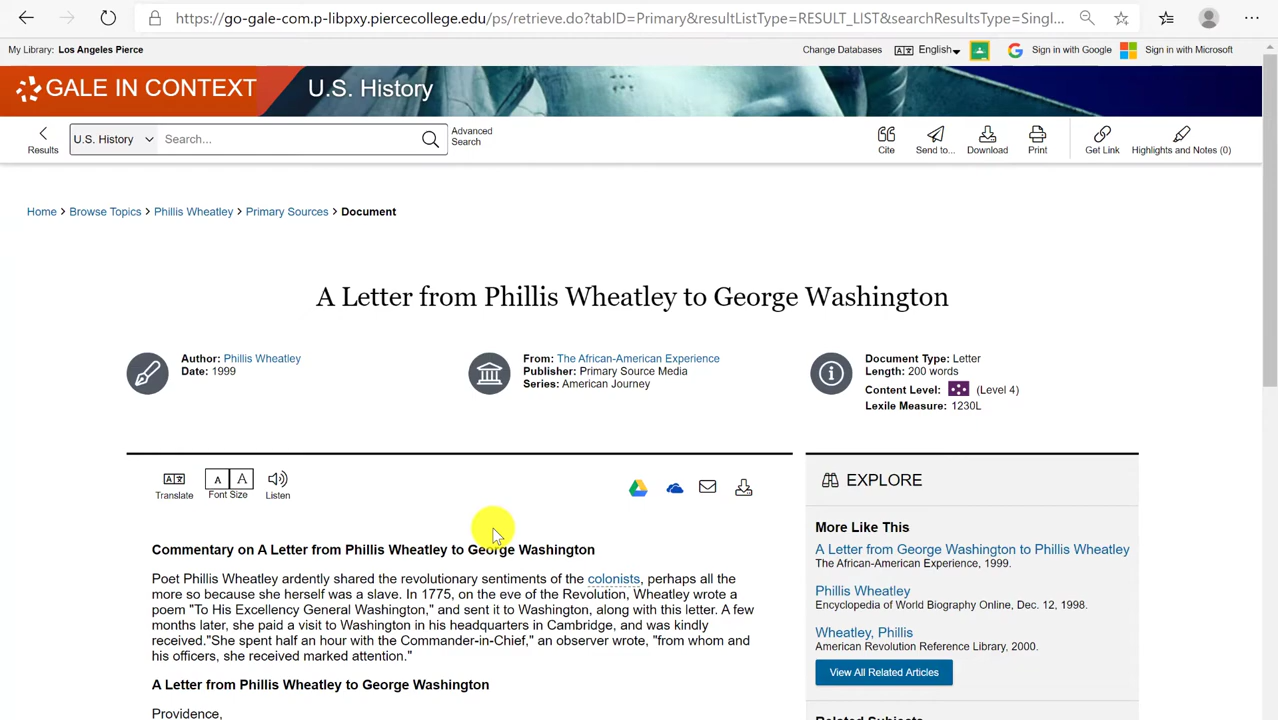 https://go-gale-com.p-libpxy.piercecollege.edu/ps/retrieve.do?tabID=Primary&resultListType=RESULT_LIST&searchResultsType=Singl...
My Library: Los Angeles Pierce
Change Databases
English
Sign in with Google
Sign in with Microsoft
GALE IN CONTEXT
U.S. History
Results
U.S. History
Search...
Advanced
Search
Cite
Send to...
Download
Print
Get Link
Highlights and Notes (0)
Home > Browse Topics > Phillis Wheatley > Primary Sources > Document
A Letter from Phillis Wheatley to George Washington
Author: Phillis Wheatley
Date: 1999
From: The African-American Experience
Publisher: Primary Source Media
Series: American Journey
Document Type: Letter
Length: 200 words
Content Level: (Level 4)
Lexile Measure: 1230L
Translate
A A
Font Size
Listen
Commentary on A Letter from Phillis Wheatley to George Washington
Poet Phillis Wheatley ardently shared the revolutionary sentiments of the colonists, perhaps all the
more so because she herself was a slave. In 1775, on the eve of the Revolution, Wheatley wrote a
poem "To His Excellency General Washington," and sent it to Washington, along with this letter. A few
months later, she paid a visit to Washington in his headquarters in Cambridge, and was kindly
received."She spent half an hour with the Commander-in-Chief," an observer wrote, "from whom and
his officers, she received marked attention."
A Letter from Phillis Wheatley to George Washington
Providence,
EXPLORE
More Like This
A Letter from George Washington to Phillis Wheatley
The African-American Experience, 1999.
Phillis Wheatley
Encyclopedia of World Biography Online, Dec. 12, 1998.
Wheatley, Phillis
American Revolution Reference Library, 2000.
View All Related Articles
Related Subjects